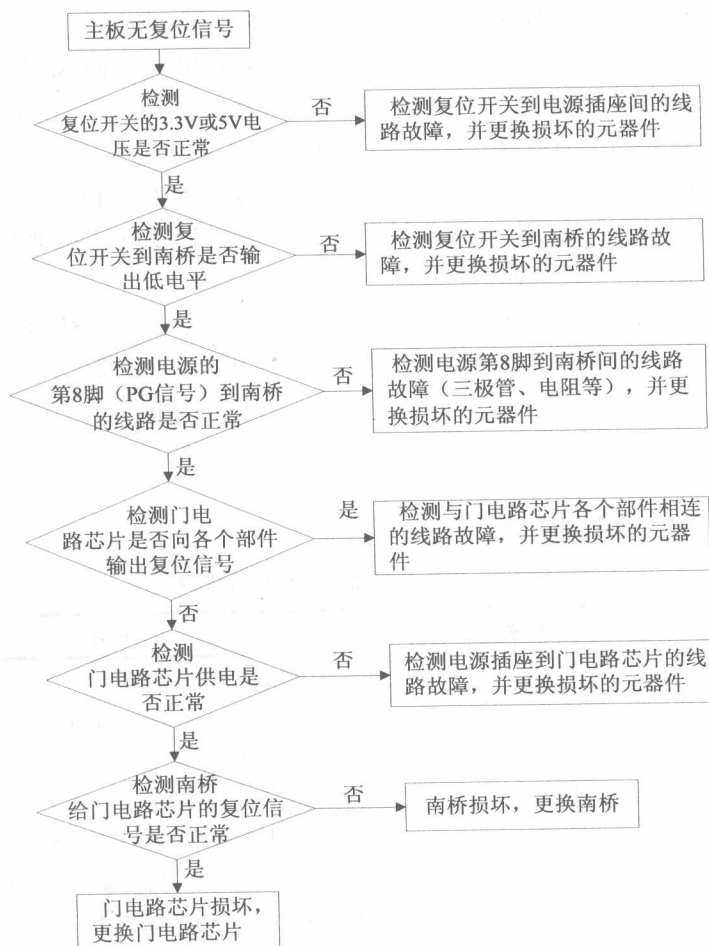 主板无复位信号
检测
复位开关的3.3V或5V电
压是否正常
否
检测复位开关到电源插座间的线
路故障，并更换损坏的元器件
是
检测复
位开关到南桥是否输
出低电平
否
检测复位开关到南桥的线路故
障，并更换损坏的元器件
是
检测电源的
第8脚（PG信号）到南桥
的线路是否正常
否
检测电源第8脚到南桥间的线路
故障（三极管、电阻等），并更
换损坏的元器件
是
检测门电
路芯片是否向各个部件
输出复位信号
是
检测与门电路芯片各个部件相连
的线路故障，并更换损坏的元器
件
否
检测
门电路芯片供电是
否正常
否
检测电源插座到门电路芯片的线
路故障，并更换损坏的元器件
是
检测南桥
给门电路芯片的复位信
号是否正常
否
南桥损坏，更换南桥
是
门电路芯片损坏，
更换门电路芯片